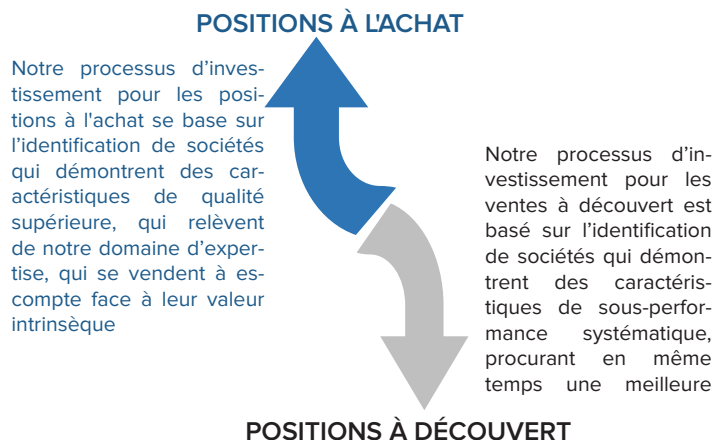 POSITIONS À L'ACHAT
Notre processus d’inves-
tissement pour les posi-
tions à l'achat se base sur
l’identification de sociétés
qui démontrent des car-
actéristiques de qualité
supérieure, qui relèvent
de notre domaine d’exper-
tise, qui se vendent à es-
compte face à leur valeur
intrinsèque
Notre processus d’in-
vestissement pour les
ventes à découvert est
basé sur l’identification
de sociétés qui démon-
trent des caractéris-
tiques de sous-perfor-
mance systématique,
procurant en même
temps une meilleure
POSITIONS À DÉCOUVERT